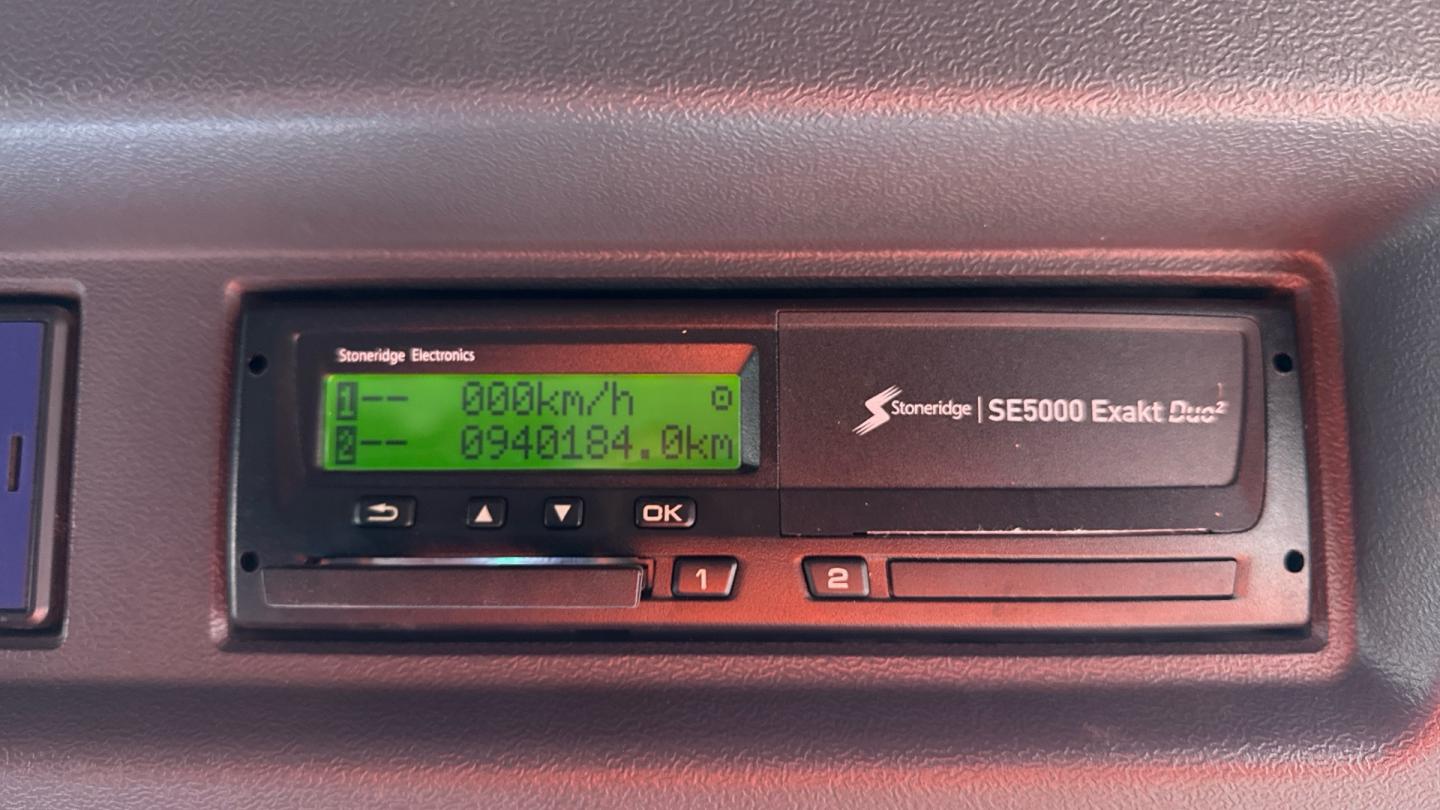 Stoneridge Electronics
1-- 000km/h
2-- 0940184.0km
Stoneridge | SE5000 Exakt Duo²
OK
1
2